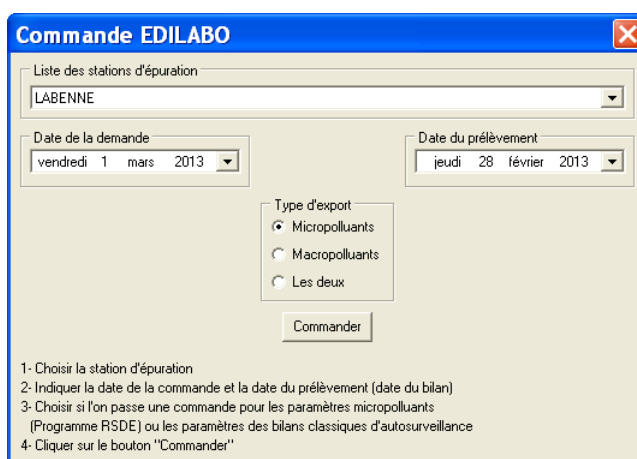 Commande EDILABO
Liste des stations d'épuration
LABENNE
Date de la demande
Date du prélèvement
vendredi 1 mars 2013
jeudi 28 février 2013
Type d'export
Micropolluants
Macropolluants
Les deux
Commander
1- Choisir la station d'épuration
2- Indiquer la date de la commande et la date du prélèvement (date du bilan)
3- Choisir si l'on passe une commande pour les paramètres micropolluants
(Programme RSDE) ou les paramètres des bilans classiques d'autosurveillance
4- Cliquer sur le bouton "Commander"